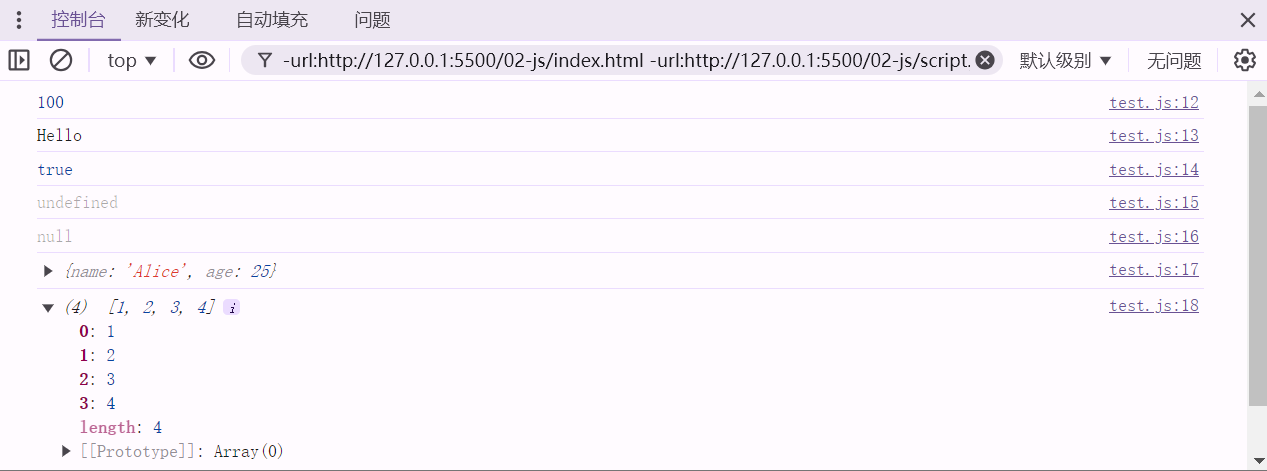 控制台 新变化 自动填充 问题
top ▼ -url:http://127.0.0.1:5500/02-js/index.html -url:http://127.0.0.1:5500/02-js/script. 默认级别 ▼ 无问题
100 test.js:12
Hello test.js:13
true test.js:14
undefined test.js:15
null test.js:16
▶ {name: 'Alice', age: 25} test.js:17
▼ (4) [1, 2, 3, 4] i test.js:18
0: 1
1: 2
2: 3
3: 4
length: 4
▶ [[Prototype]]: Array(0)